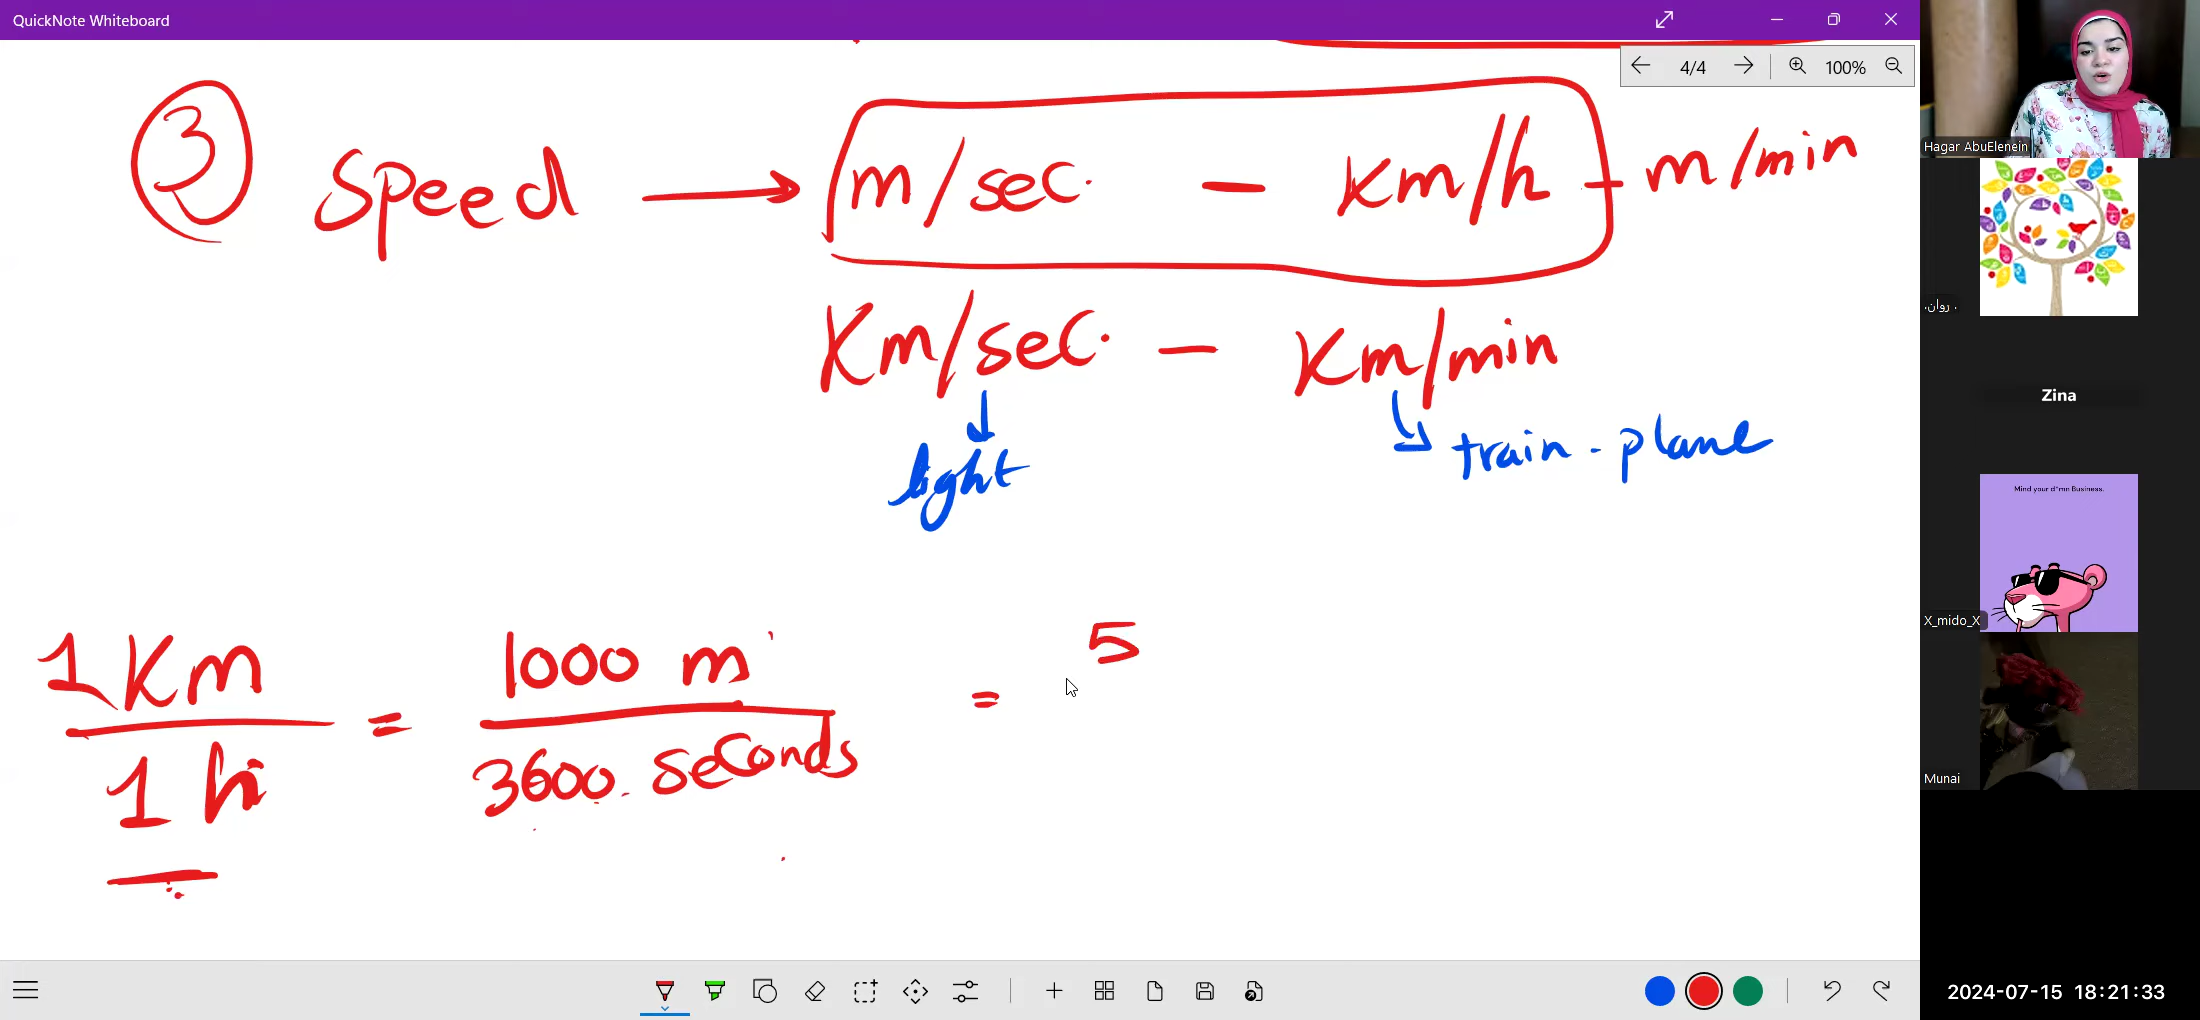 QuickNote Whiteboard
4/4
100%
3 Speed → m/sec. - km/h - m/min
Km/sec. - Km/min
light
train - plane
1 Km / 1 h = 1000 m / 3600 seconds = 5
Hagar AbuElenein
روان.
Zina
Mind your d*mn Business.
X_mido_X
Munai
2024-07-15 18:21:33